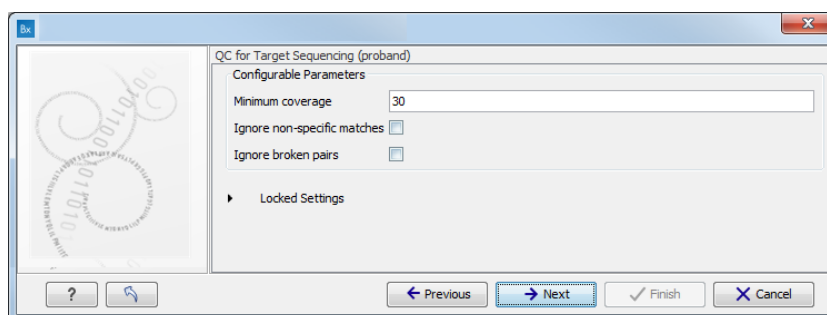 Bx
QC for Target Sequencing (proband)
Configurable Parameters
Minimum coverage 30
Ignore non-specific matches
Ignore broken pairs
Locked Settings
? Previous Next Finish Cancel